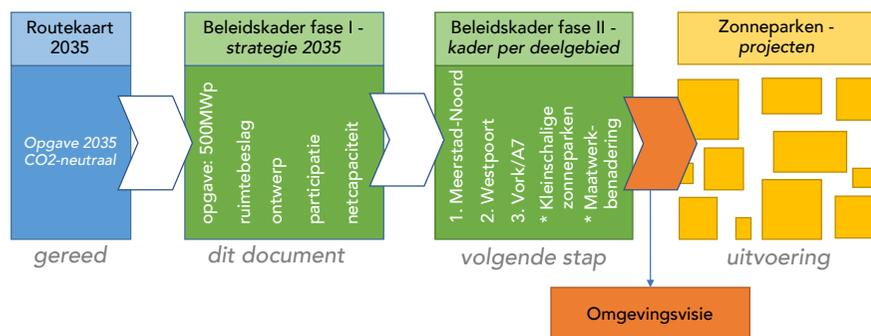 Routekaart
2035
Opgave 2035
CO2-neutraal
gereed
Beleidskader fase I -
strategie 2035
opgave: 500MWp
ruimtebeslag
ontwerp
participatie
netcapaciteit
dit document
Beleidskader fase II -
kader per deelgebied
1. Meerstad-Noord
2. Westpoort
3. Vork/A7
* Kleinschalige
zonneparken
* Maatwerk-
benadering
volgende stap
Zonneparken -
projecten
uitvoering
Omgevingsvisie